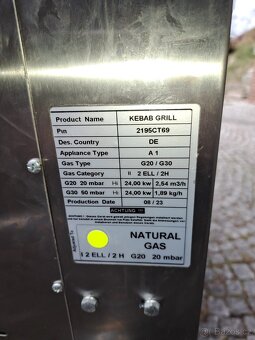 Product Name KEBAB GRILL
Pın 2195CT69
Des. Country DE
Appliance Type A 1
Gas Type G20 / G30
Gas Category II 2 ELL / 2H
G20 20 mbar Hi 24,00 kw 2,54 m3/h
G30 50 mbar Hi 24,00 kw 1,89 kg/h
Production Date 08 / 23
ACHTUNG !!!
NATURAL
GAS
I 2 ELL / 2 H G20 20 mbar